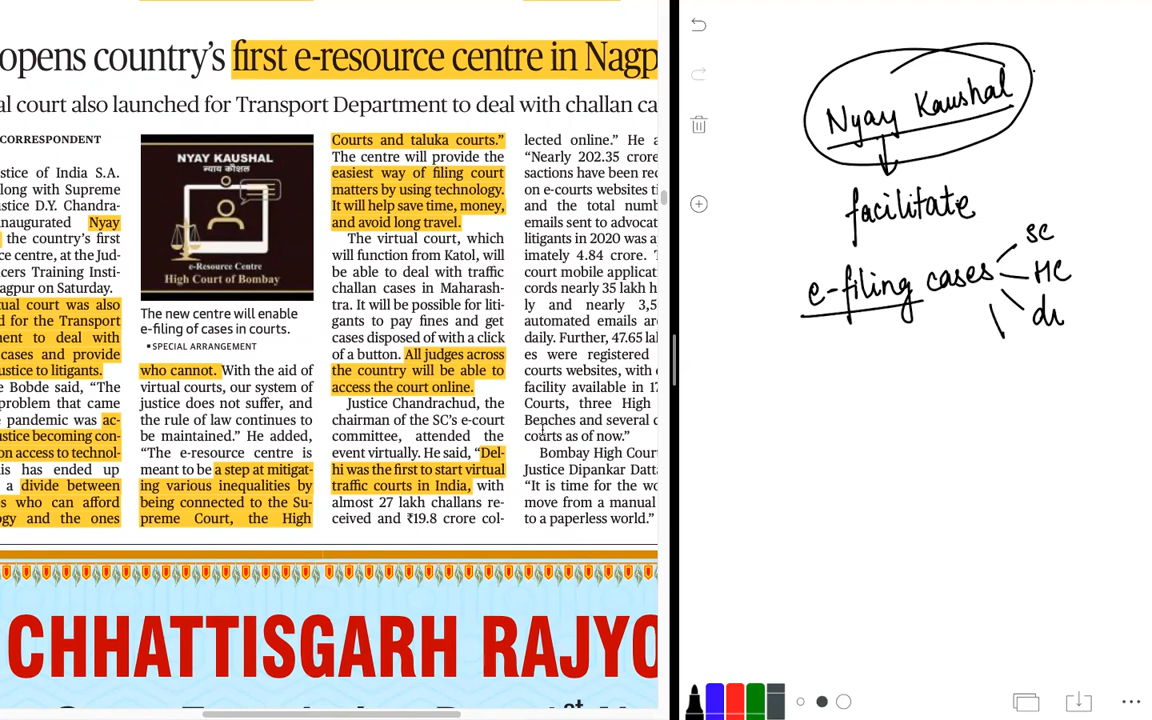 opens country's first e-resource centre in Nagp
al court also launched for Transport Department to deal with challan ca
CORRESPONDENT
stice of India S.A.
long with Supreme
ustice D.Y. Chandra-
naugurated Nyay
the country's first
ce centre, at the Jud-
cers Training Insti-
agpur on Saturday.
tual court was also
d for the Transport
ment to deal with
cases and provide
ustice to litigants.
e Bobde said, “The
problem that came
e pandemic was ac-
ustice becoming con-
on access to technol-
is has ended up
a divide between
s who can afford
ogy and the ones
NYAY KAUSHAL
न्याय कौशल
e-Resource Centre
High Court of Bombay
The new centre will enable
e-filing of cases in courts.
▪ SPECIAL ARRANGEMENT
who cannot. With the aid of
virtual courts, our system of
justice does not suffer, and
the rule of law continues to
be maintained.” He added,
“The e-resource centre is
meant to be a step at mitigat-
ing various inequalities by
being connected to the Su-
preme Court, the High
Courts and taluka courts.”
The centre will provide the
easiest way of filing court
matters by using technology.
It will help save time, money,
and avoid long travel.
The virtual court, which
will function from Katol, will
be able to deal with traffic
challan cases in Maharash-
tra. It will be possible for liti-
gants to pay fines and get
cases disposed of with a click
of a button. All judges across
the country will be able to
access the court online.
Justice Chandrachud, the
chairman of the SC's e-court
committee, attended the
event virtually. He said, “Del-
hi was the first to start virtual
traffic courts in India, with
almost 27 lakh challans re-
ceived and ₹19.8 crore col-
lected online.” He a
“Nearly 202.35 crore
sactions have been rec
on e-courts websites ti
and the total numb
emails sent to advocat
litigants in 2020 was a
imately 4.84 crore. T
court mobile applicat
cords nearly 35 lakh h
ly and nearly 3,5
automated emails are
daily. Further, 47.65 lak
es were registered
courts websites, with e
facility available in 17
Courts, three High
Benches and several d
courts as of now.”
Bombay High Cour
Justice Dipankar Datt
“It is time for the wo
move from a manual
to a paperless world.”
CHHATTISGARH RAJYO
Nyay Kaushal
facilitate
e-filing cases
SC
HC
di